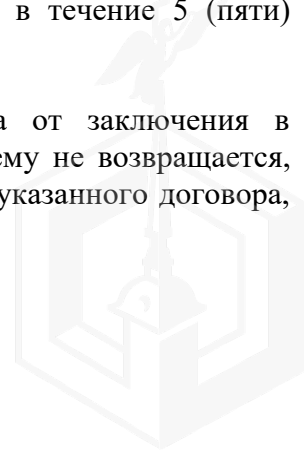 в течение 5 (пяти)
а от заключения в
ему не возвращается,
указанного договора,